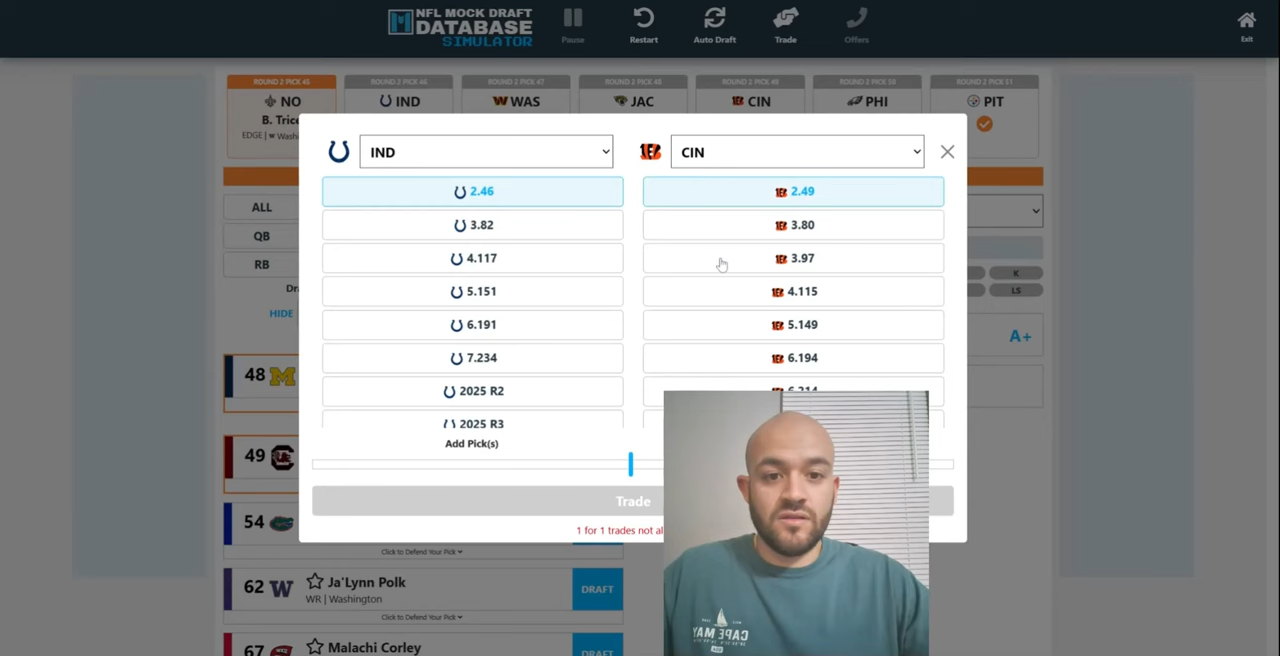 NFL MOCK DRAFT
DATABASE
SIMULATOR
Pause
Restart
Auto Draft
Trade
Offers
Exit
ROUND 2 PICK 45
ROUND 2 PICK 46
ROUND 2 PICK 47
ROUND 2 PICK 48
ROUND 2 PICK 49
ROUND 2 PICK 50
ROUND 2 PICK 51
NO
IND
WAS
JAC
CIN
PHI
PIT
B. Trice
EDGE | W Washi
IND
CIN
2.46
3.82
4.117
5.151
6.191
7.234
2025 R2
2025 R3
2.49
3.80
3.97
4.115
5.149
6.194
6.214
Add Pick(s)
Trade
1 for 1 trades not al
ALL
QB
RB
Dra
HIDE
K
LS
A+
48
49
54
Click to Defend Your Pick
62 W
Ja'Lynn Polk
WR | Washington
DRAFT
Click to Defend Your Pick
67
Malachi Corley
DRAFT
CAPE MAY